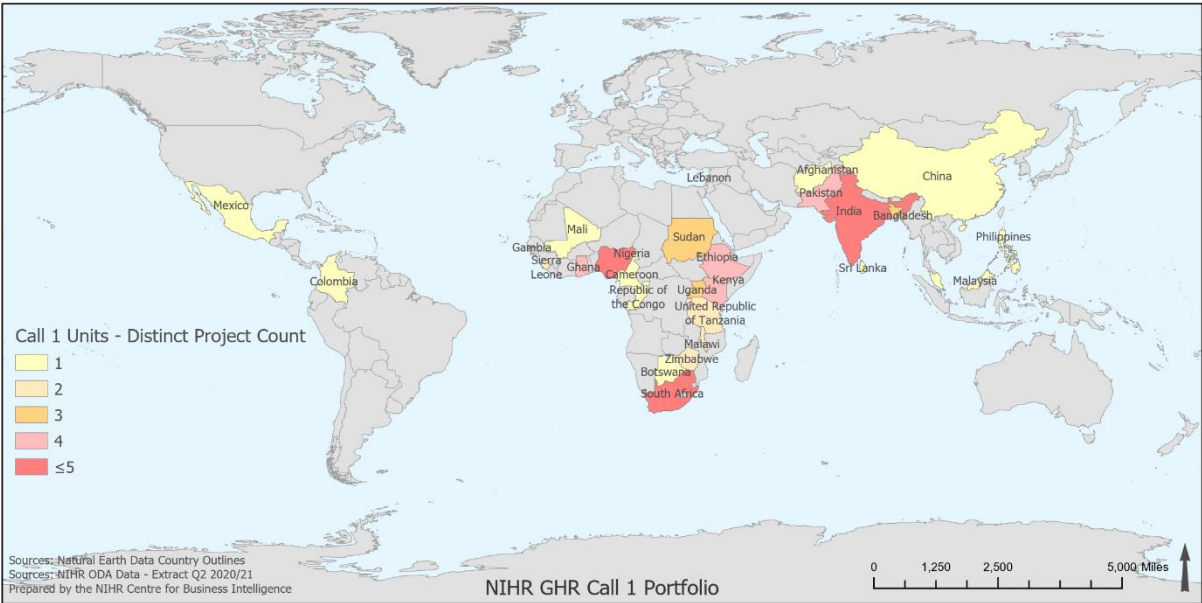 Lebanon
Afghanistan
China
Pakistan
Mexico
India
Bangladesh
Mali
Sudan
Philippines
Gambia
Nigeria
Ethiopia
Sierra
Leone
Ghana
Cameroon
Kenya
Sri Lanka
Malaysia
Colombia
Republic of
the Congo
Uganda
United Republic
of Tanzania
Malawi
Zimbabwe
Botswana
South Africa
Call 1 Units - Distinct Project Count
1
2
3
4
≤5
Sources: Natural Earth Data Country Outlines
Sources: NIHR ODA Data - Extract Q2 2020/21
Prepared by the NIHR Centre for Business Intelligence
NIHR GHR Call 1 Portfolio
0 1,250 2,500 5,000 Miles